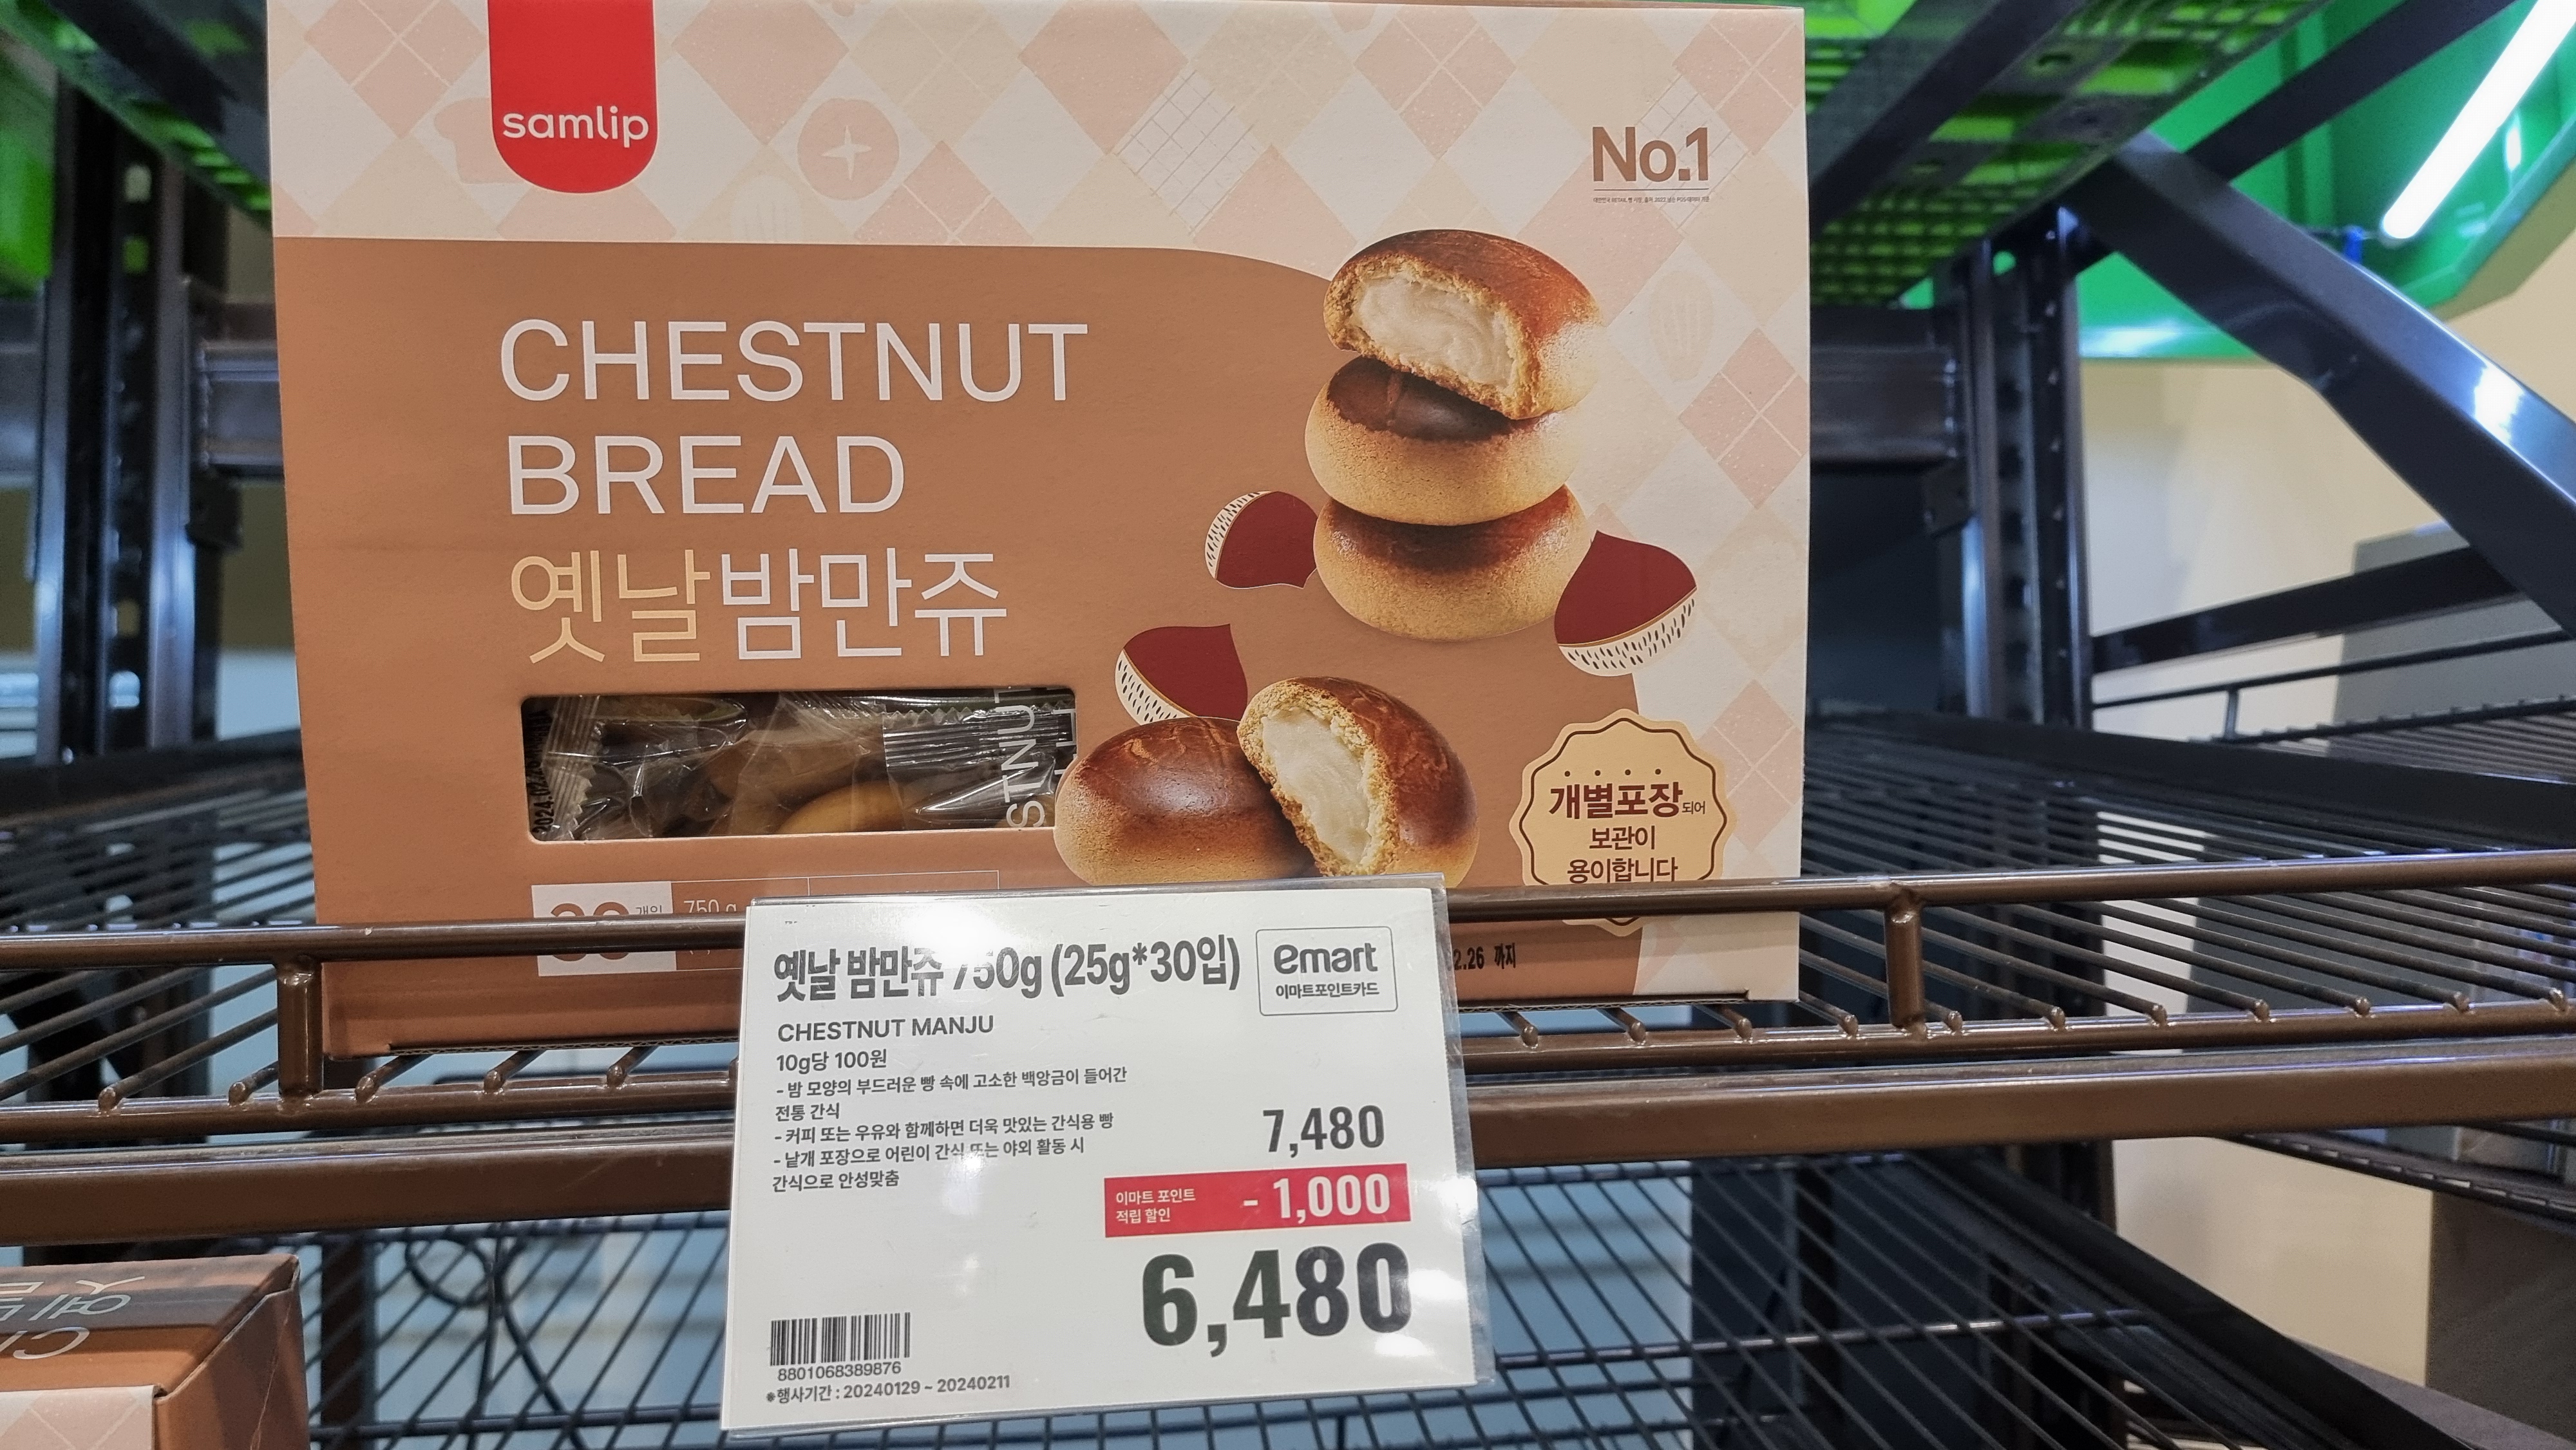 samlip
No.1
CHESTNUT
BREAD
옛날밤만쥬
STNUT
개별포장되어
보관이
용이합니다
개입
750 g
2.26 까지
옛날 밤만쥬 750g (25g*30입)
emart
이마트포인트카드
CHESTNUT MANJU
10g당 100원
- 밤 모양의 부드러운 빵 속에 고소한 백앙금이 들어간
전통 간식
- 커피 또는 우유와 함께하면 더욱 맛있는 간식용 빵
- 낱개 포장으로 어린이 간식 또는 야외 활동 시
간식으로 안성맞춤
7,480
이마트 포인트
적립 할인
- 1,000
6,480
8801068389876
*행사기간 : 20240129 ~ 20240211